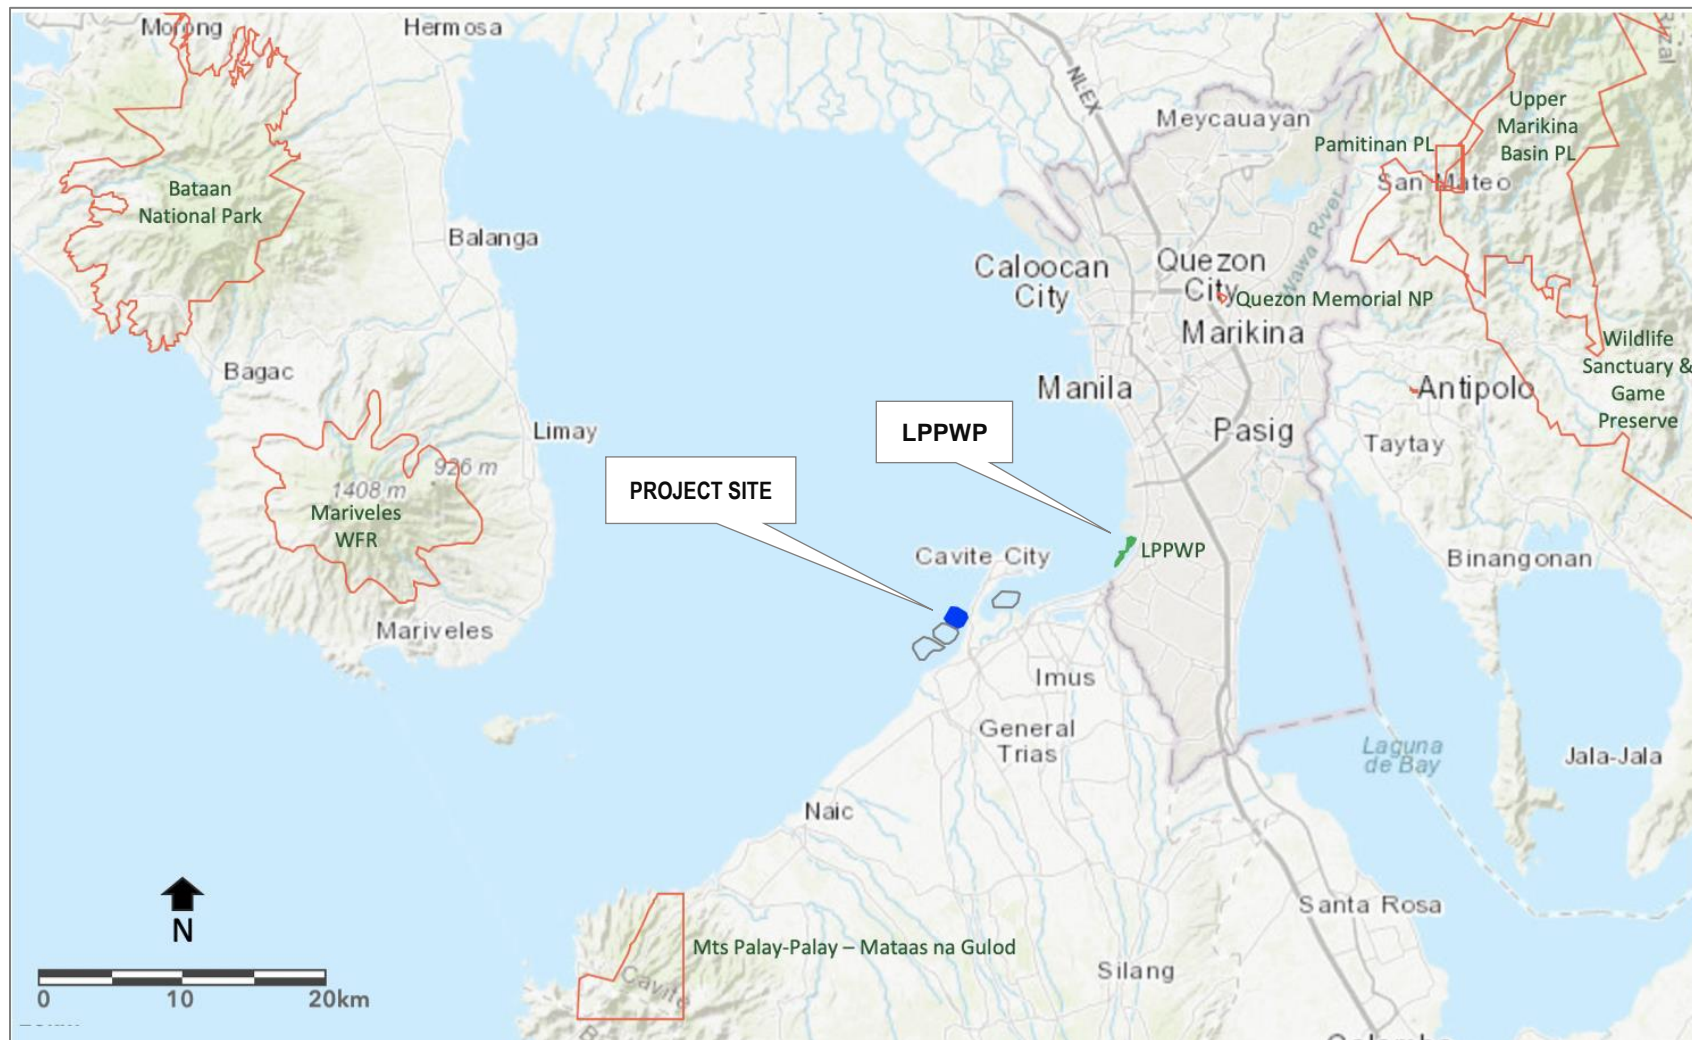 Morong
Hermosa
NLEX
Meycauayan
Rizal
Upper
Marikina
Basin PL
Pamitinan PL
San Mateo
Bataan
National Park
Balanga
Caloocan
City
Quezon
City
Wawa River
Quezon Memorial NP
Marikina
Wildlife
Sanctuary &
Game
Preserve
Bagac
Manila
Antipolo
Limay
LPPWP
Pasig
Taytay
926 m
1408 m
PROJECT SITE
Mariveles
WFR
Cavite City
LPPWP
Binangonan
Mariveles
Imus
General
Trias
Laguna
de Bay
Jala-Jala
Naic
N
Santa Rosa
Mts Palay-Palay – Mataas na Gulod
Cavite
Silang
0 10 20km